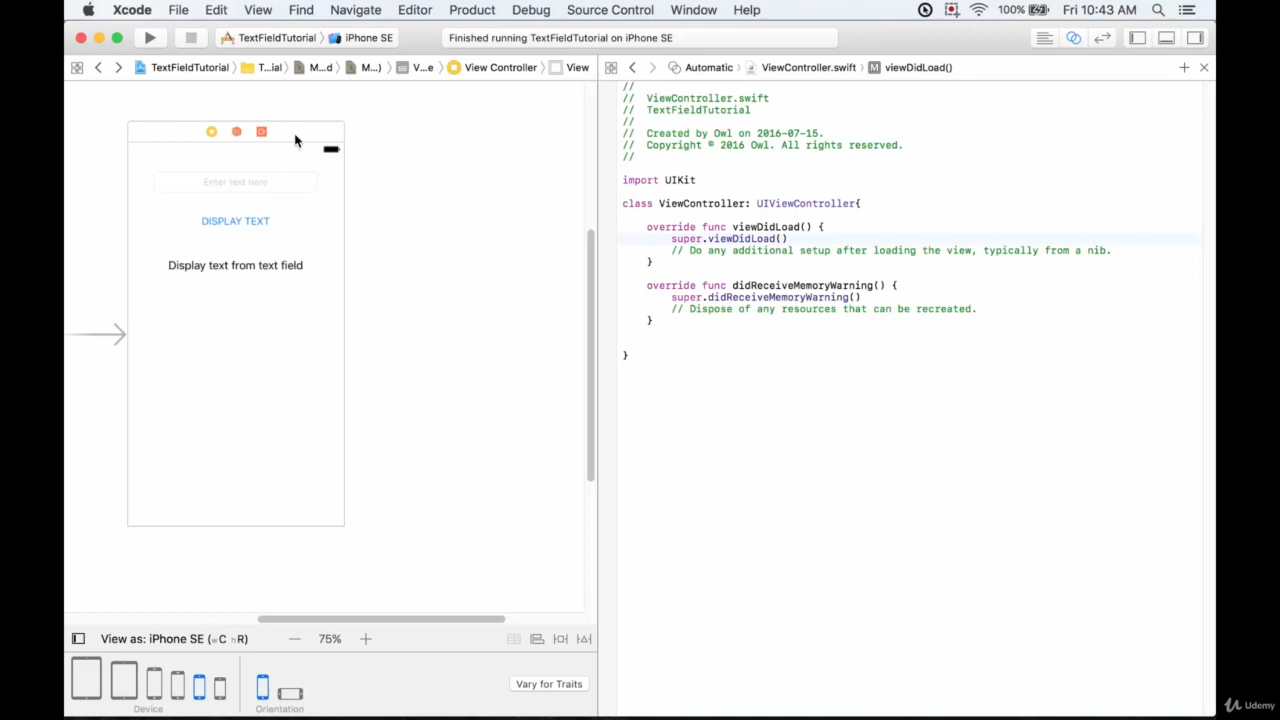 Xcode File Edit View Find Navigate Editor Product Debug Source Control Window Help 100% Fri 10:43 AM
TextFieldTutorial iPhone SE Finished running TextFieldTutorial on iPhone SE
TextFieldTutorial T...ial M...d M...) V...e View Controller View
Automatic ViewController.swift M viewDidLoad()
Enter text here
DISPLAY TEXT
Display text from text field
View as: iPhone SE (wC hR) 75%
Device
Orientation
Vary for Traits
//
// ViewController.swift
// TextFieldTutorial
//
// Created by Owl on 2016-07-15.
// Copyright © 2016 Owl. All rights reserved.
//
import UIKit
class ViewController: UIViewController{
override func viewDidLoad() {
super.viewDidLoad()
// Do any additional setup after loading the view, typically from a nib.
}
override func didReceiveMemoryWarning() {
super.didReceiveMemoryWarning()
// Dispose of any resources that can be recreated.
}
}
Udemy